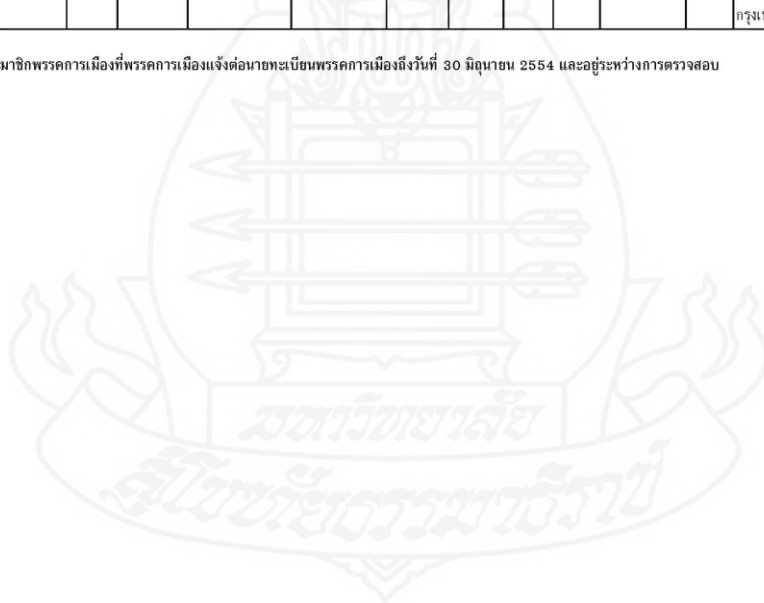 กรุงเท
มาชิกพรรคการเมืองที่พรรคการเมืองแจ้งต่อนายทะเบียนพรรคการเมืองถึงวันที่ 30 มิถุนายน 2554 และอยู่ระหว่างการตรวจสอบ
มหาวิทยาลัย
สุโขทัยธรรมาธิราช